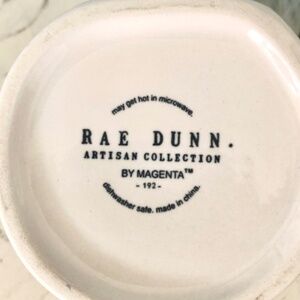 may get hot in microwave.
RAE DUNN.
ARTISAN COLLECTION
BY MAGENTA™
- 192 -
dishwasher safe. made in china.